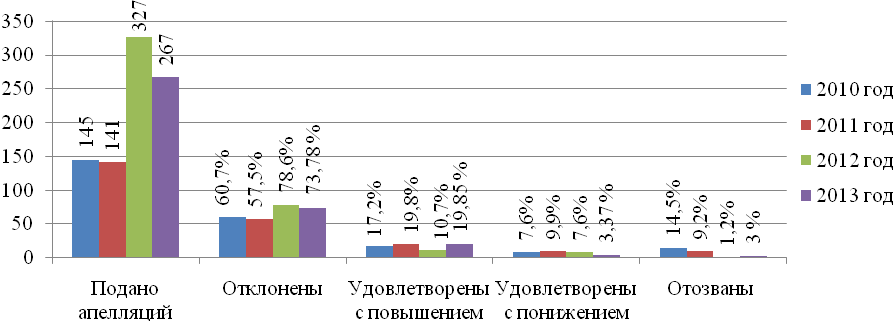 350
300
250
200
150
100
50
0
145
141
327
267
60,7%
57,5%
78,6%
73,78 %
17,2%
19,8%
10,7%
19,85 %
7,6%
9,9%
7,6%
3,37 %
14,5%
9,2%
1,2%
3 %
Подано
апелляций
Отклонены
Удовлетворены
с повышением
Удовлетворены
с понижением
Отозваны
2010 год
2011 год
2012 год
2013 год